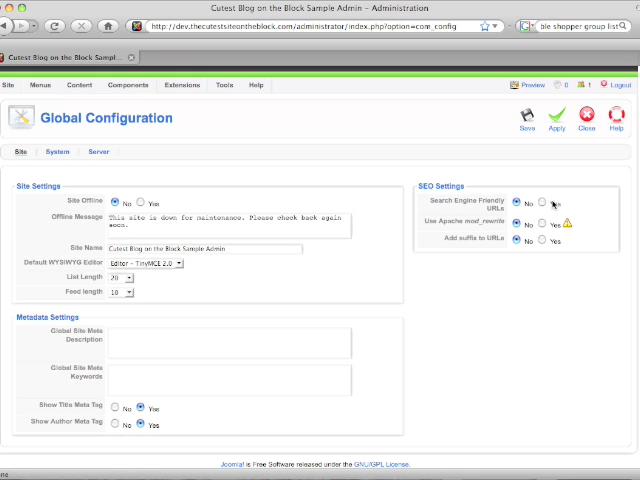 Cutest Blog on the Block Sample Admin - Administration
http://dev.thecutestsiteontheblock.com/administrator/index.php?option=com_config
ble shopper group list
Cutest Blog on the Block Sampl...
Site Menus Content Components Extensions Tools Help
Preview 0 1 Logout
Global Configuration
Save Apply Close Help
Site System Server
Site Settings
Site Offline No Yes
Offline Message
This site is down for maintenance. Please check back again
soon.
Site Name Cutest Blog on the Block Sample Admin
Default WYSIWYG Editor Editor - TinyMCE 2.0
List Length 20
Feed length 10
SEO Settings
Search Engine Friendly
URLs
No
Use Apache mod_rewrite No Yes
Add suffix to URLs No Yes
Metadata Settings
Global Site Meta
Description
Global Site Meta
Keywords
Show Title Meta Tag No Yes
Show Author Meta Tag No Yes
Joomla! is Free Software released under the GNU/GPL License.